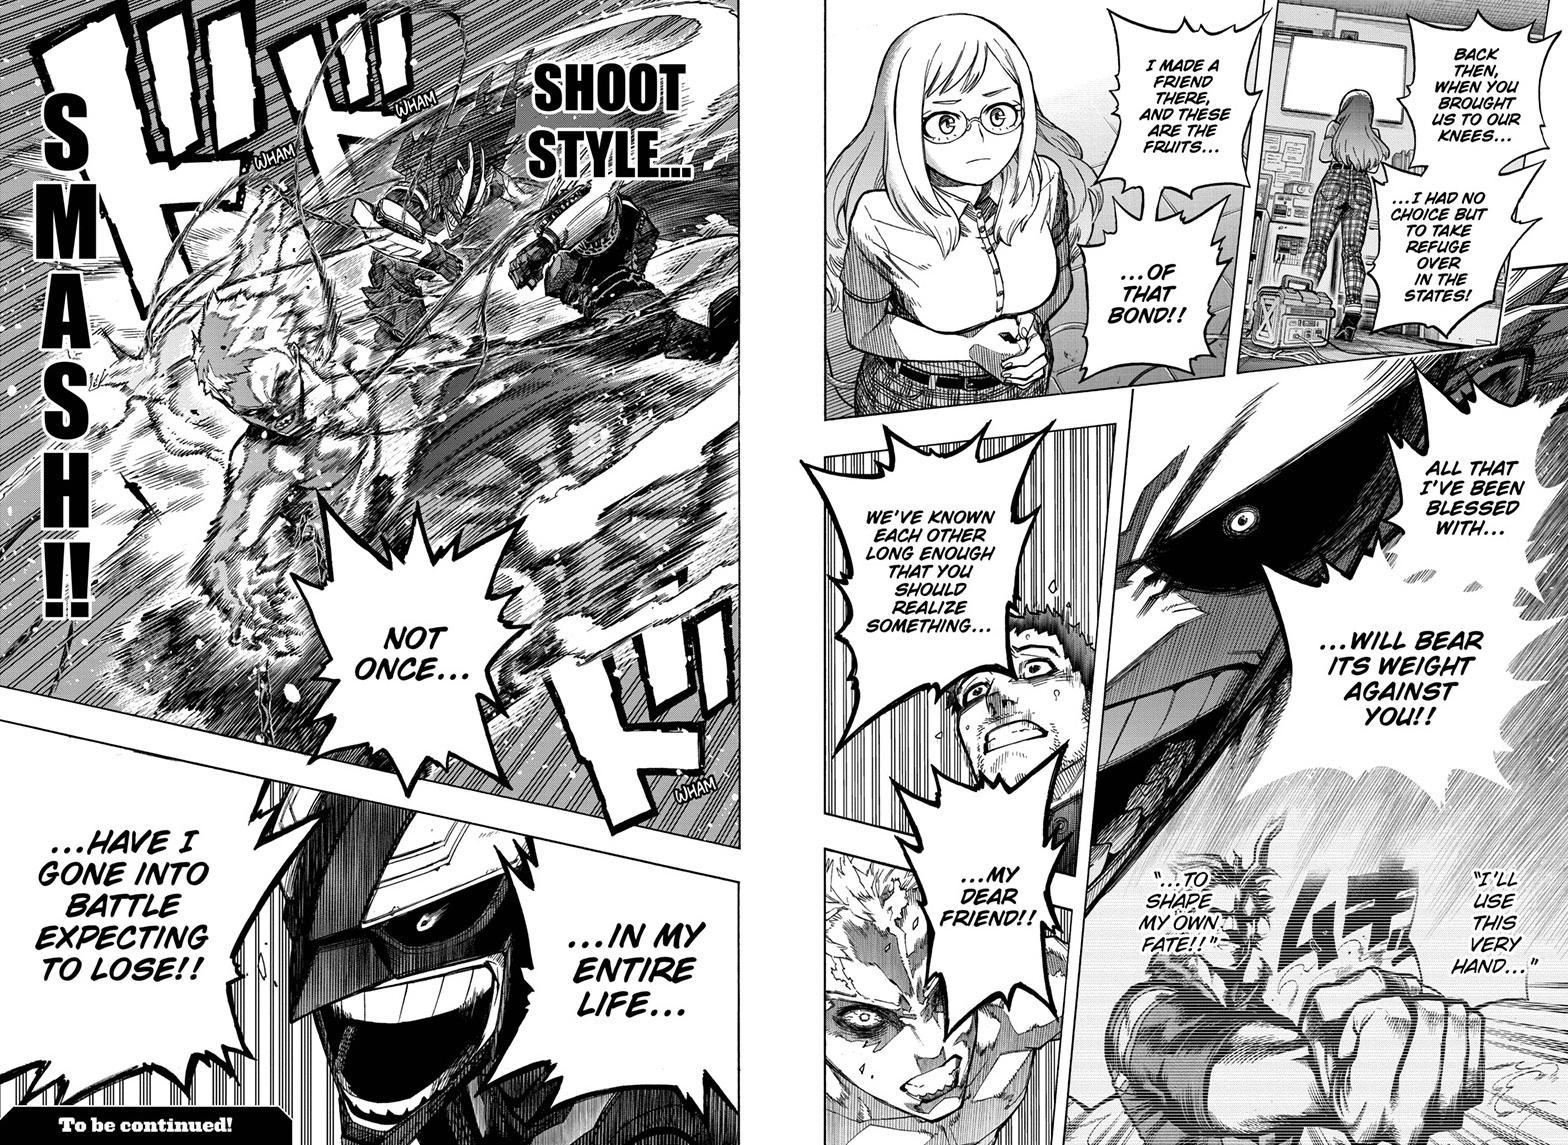 BACK
THEN,
WHEN YOU
BROUGHT
US TO OUR
KNEES...
...I HAD NO
CHOICE BUT
TO TAKE
REFUGE
OVER
IN THE
STATES!
I MADE A
FRIEND
THERE,
AND THESE
ARE THE
FRUITS...
...OF
THAT
BOND!!
ALL THAT
I'VE BEEN
BLESSED
WITH...
...WILL BEAR
ITS WEIGHT
AGAINST
YOU!!
"I'LL
USE
THIS
VERY
HAND..."
"...TO
SHAPE
MY OWN
FATE!!"
WE'VE KNOWN
EACH OTHER
LONG ENOUGH
THAT YOU
SHOULD
REALIZE
SOMETHING...
...MY
DEAR
FRIEND!!
SHOOT
STYLE...
SMASH!!
ドドド
WHAM
WHAM
WHAM
NOT
ONCE...
...IN MY
ENTIRE
LIFE...
...HAVE I
GONE INTO
BATTLE
EXPECTING
TO LOSE!!
To be continued!